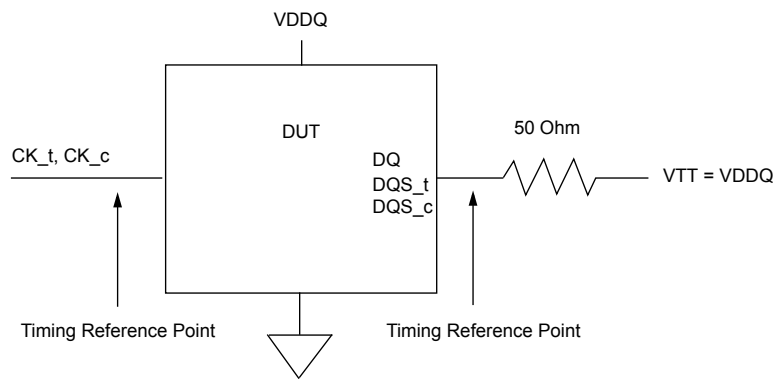 VDDQ
DUT
50 Ohm
CK_t, CK_c
DQ
DQS_t
DQS_c
VTT = VDDQ
Timing Reference Point
Timing Reference Point